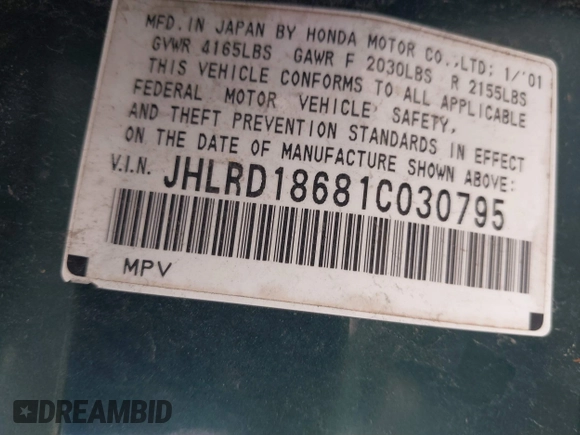 MFD. IN JAPAN BY HONDA MOTOR CO.,LTD; 1/'01
GVWR 4165LBS GAWR F 2030LBS R 2155LBS
THIS VEHICLE CONFORMS TO ALL APPLICABLE
FEDERAL MOTOR VEHICLE SAFETY,
AND THEFT PREVENTION STANDARDS IN EFFECT
ON THE DATE OF MANUFACTURE SHOWN ABOVE:
V.I.N. JHLRD18681C030795
MPV
DREAMBID